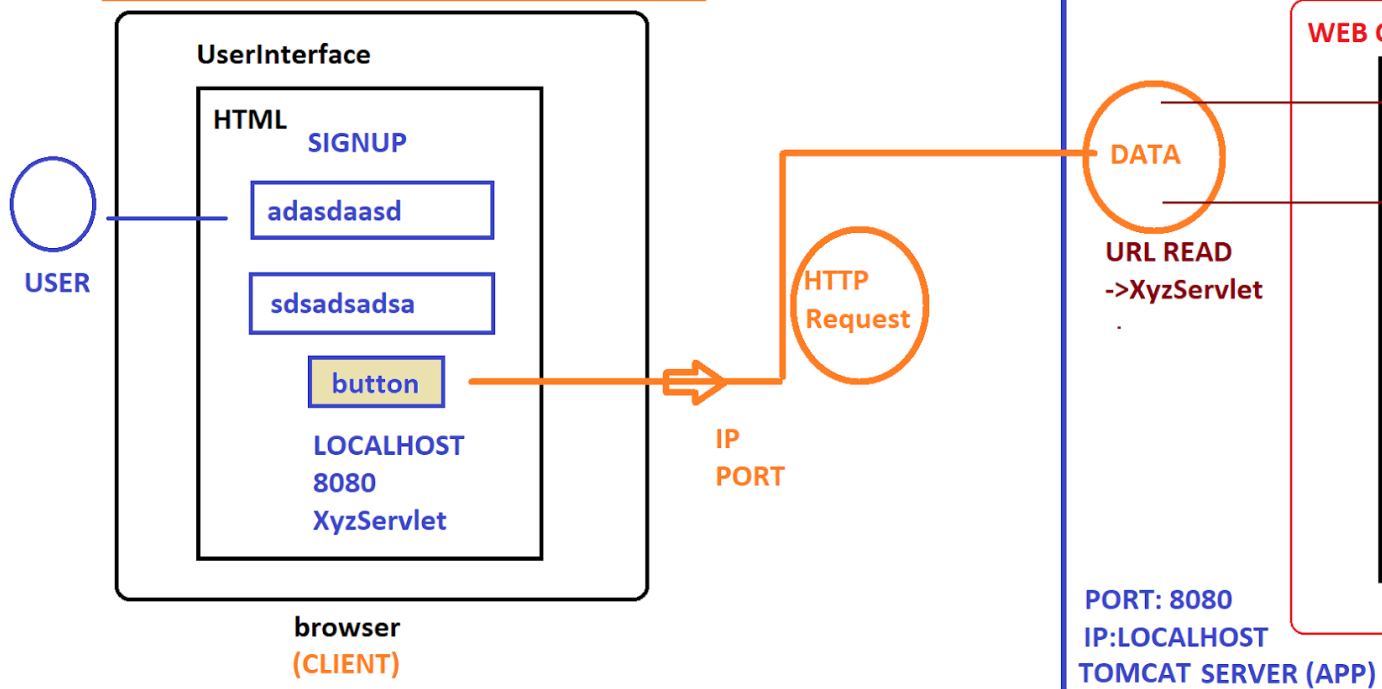 UserInterface
HTML
SIGNUP
adasdaasd
sdsadsadsa
button
LOCALHOST
8080
XyzServlet
browser
(CLIENT)
USER
IP
PORT
HTTP
Request
DATA
URL READ
->XyzServlet
.
PORT: 8080
IP:LOCALHOST
TOMCAT SERVER (APP)
WEB